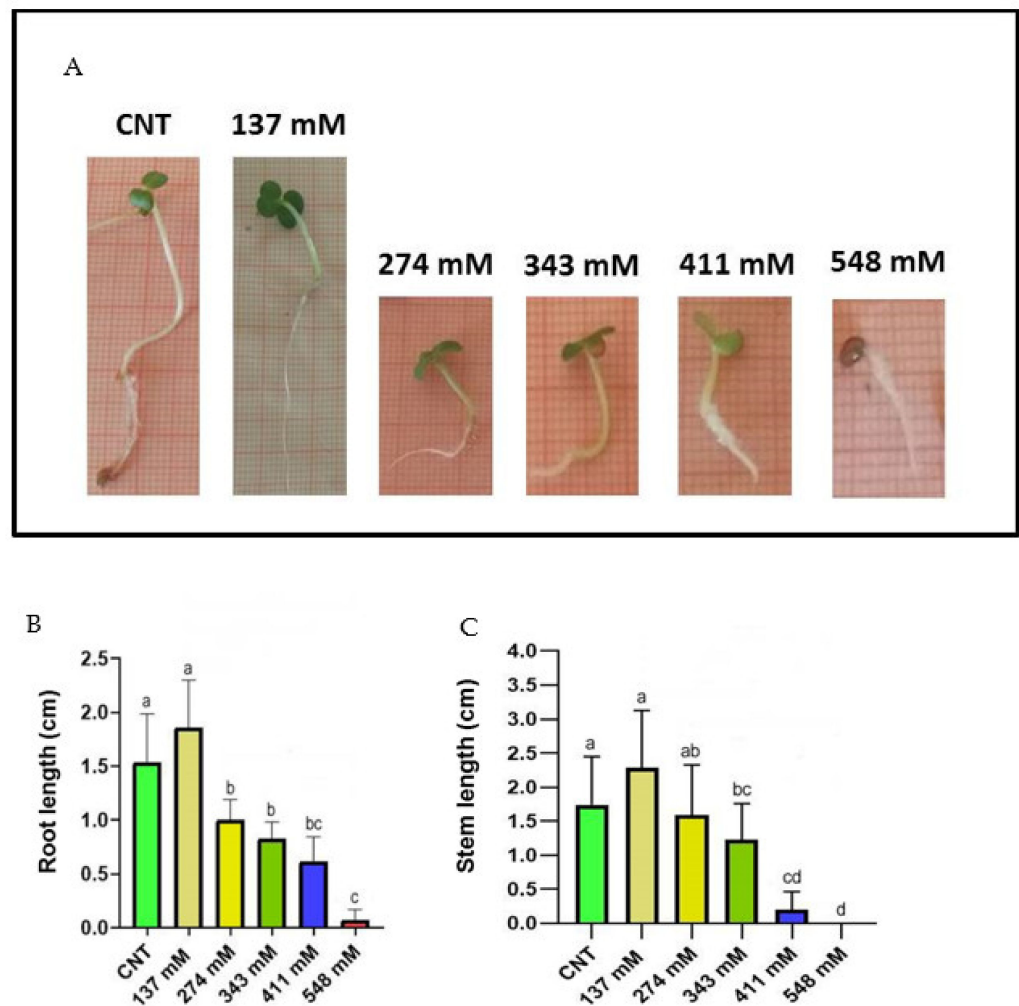 A
CNT 137 mM
274 mM 343 mM 411 mM 548 mM
B
Root length (cm)
2.5
2.0
1.5
1.0
0.5
0.0
a a b b bc c
CNT 137 mM 274 mM 343 mM 411 mM 548 mM
C
Stem length (cm)
4.0
3.5
3.0
2.5
2.0
1.5
1.0
0.5
0.0
a a ab bc cd d
CNT 137 mM 274 mM 343 mM 411 mM 548 mM